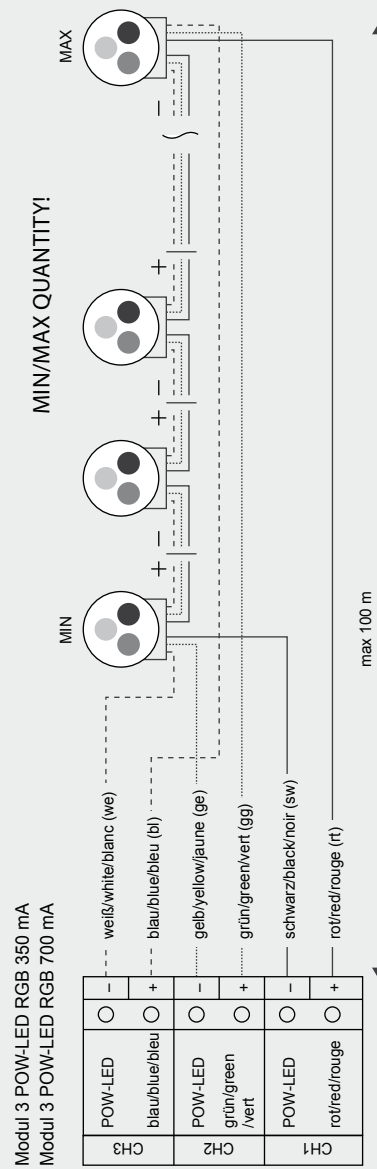 Modul 3 POW-LED RGB 350 mA
Modul 3 POW-LED RGB 700 mA
MIN/MAX QUANTITY!
MIN
MAX
+ –
+ –
+ –
CH3
POW-LED
blau/blue/bleu
–
+
weiß/white/blanc (we)
blau/blue/bleu (bl)
CH2
POW-LED
grün/green
/vert
–
+
gelb/yellow/jaune (ge)
grün/green/vert (gg)
CH1
POW-LED
rot/red/rouge
–
+
schwarz/black/noir (sw)
rot/red/rouge (rt)
max 100 m